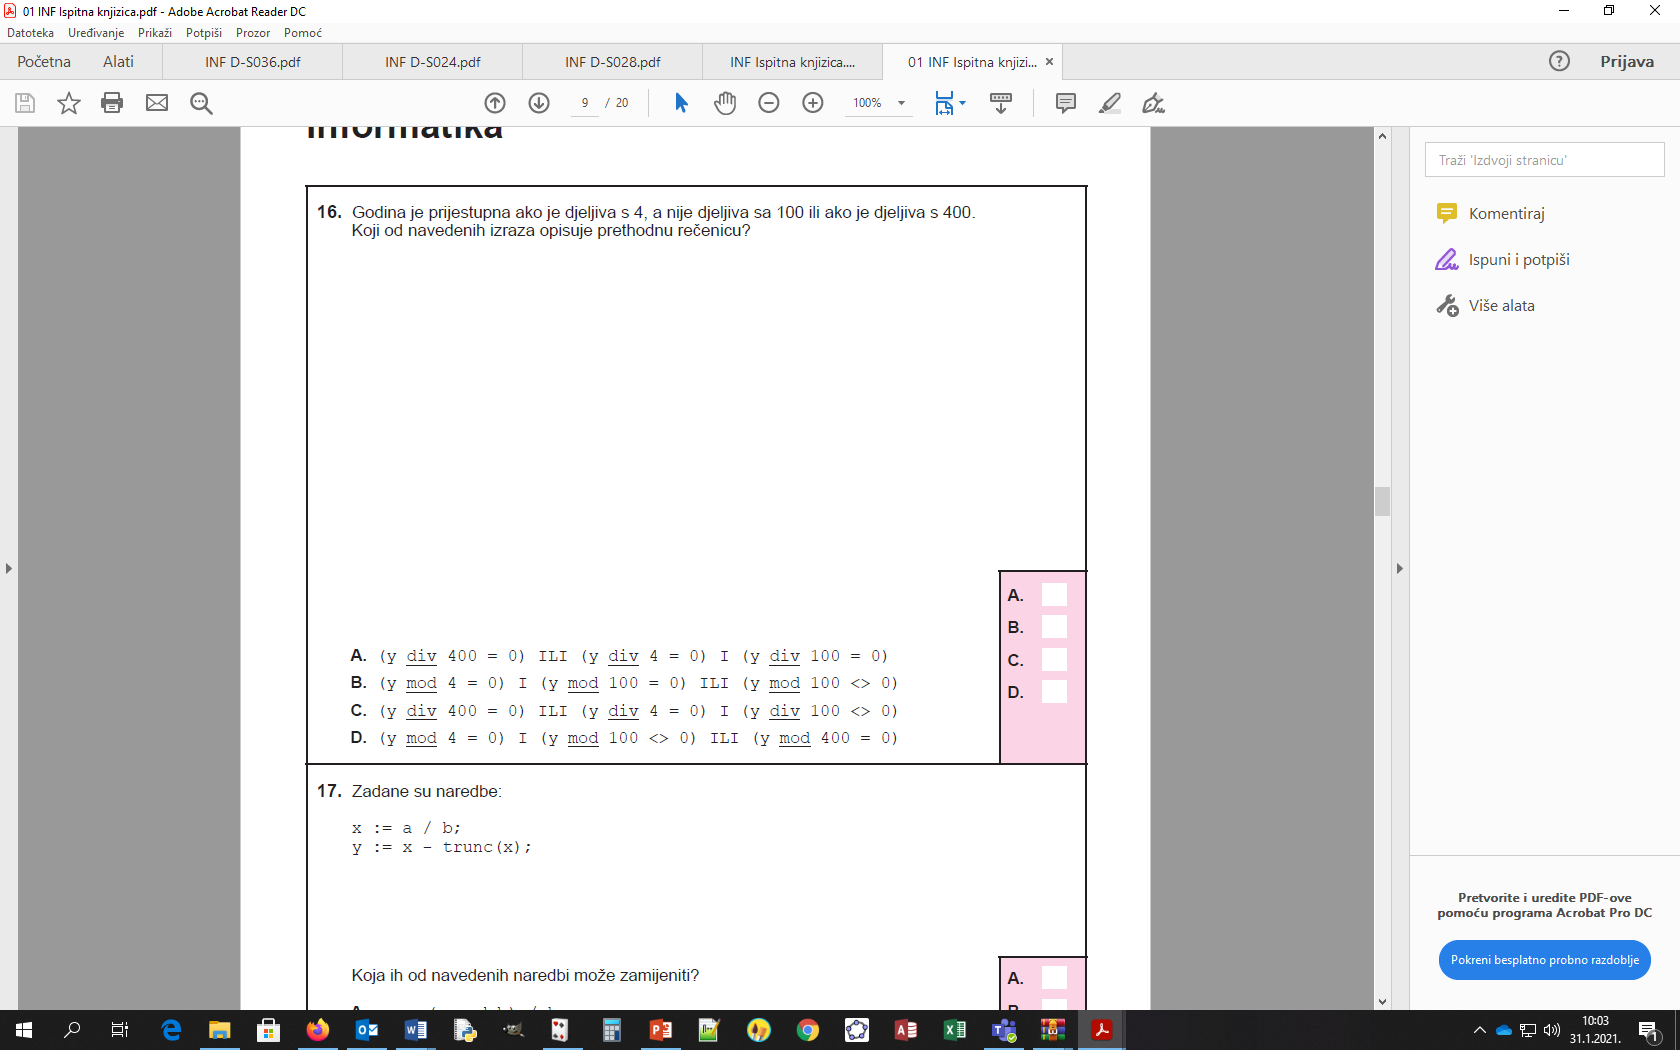 01 INF Ispitna knjizica.pdf - Adobe Acrobat Reader DC
Datoteka Uređivanje Prikaži Potpiši Prozor Pomoć
Početna Alati INF D-S036.pdf INF D-S024.pdf INF D-S028.pdf INF Ispitna knjizica.... 01 INF Ispitna knjizi... Prijava
9 / 20 100%
Informatika
16. Godina je prijestupna ako je djeljiva s 4, a nije djeljiva sa 100 ili ako je djeljiva s 400.
Koji od navedenih izraza opisuje prethodnu rečenicu?
A.
B.
C.
D.
A. (y div 400 = 0) ILI (y div 4 = 0) I (y div 100 = 0)
B. (y mod 4 = 0) I (y mod 100 = 0) ILI (y mod 100 <> 0)
C. (y div 400 = 0) ILI (y div 4 = 0) I (y div 100 <> 0)
D. (y mod 4 = 0) I (y mod 100 <> 0) ILI (y mod 400 = 0)
17. Zadane su naredbe:
x := a / b;
y := x - trunc(x);
Koja ih od navedenih naredbi može zamijeniti?
A.
Traži 'Izdvoji stranicu'
Komentiraj
Ispuni i potpiši
Više alata
Pretvorite i uredite PDF-ove
pomoću programa Acrobat Pro DC
Pokreni besplatno probno razdoblje
10:03
31.1.2021.
1